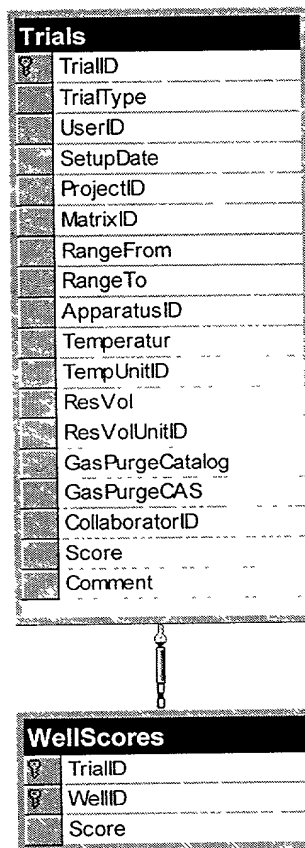 Trials
TrialID
TrialType
UserID
SetupDate
ProjectID
MatrixID
RangeFrom
RangeTo
ApparatusID
Temperatur
TempUnitID
ResVol
ResVolUnitID
GasPurgeCatalog
GasPurgeCAS
CollaboratorID
Score
Comment
WellScores
TrialID
WellID
Score